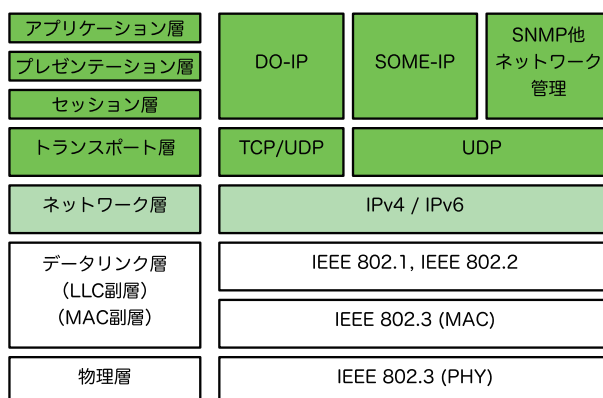 アプリケーション層
プレゼンテーション層
セッション層
DO-IP
SOME-IP
SNMP他
ネットワーク
管理
トランスポート層
TCP/UDP
UDP
ネットワーク層
IPv4 / IPv6
データリンク層
（LLC副層）
（MAC副層）
IEEE 802.1, IEEE 802.2
IEEE 802.3 (MAC)
物理層
IEEE 802.3 (PHY)